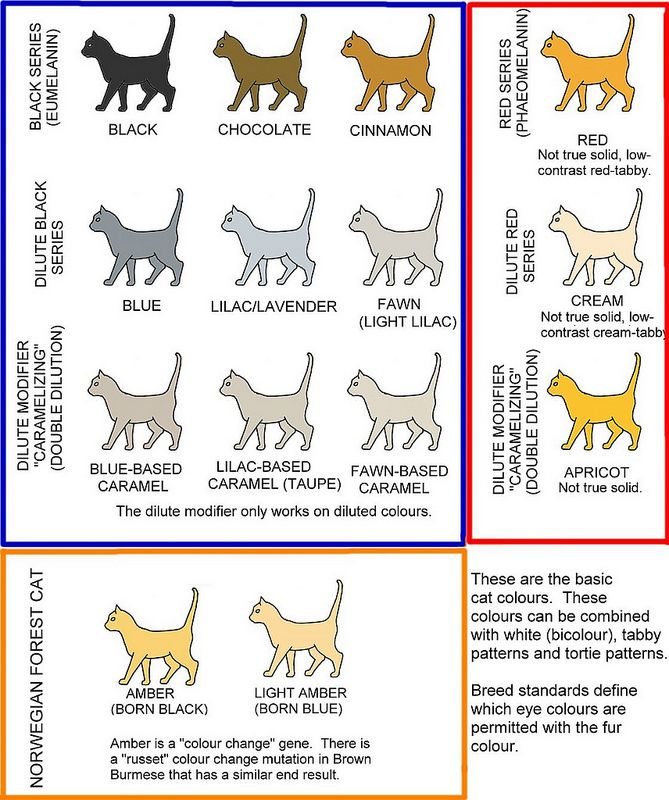 BLACK SERIES
(EUMELANIN)
BLACK
CHOCOLATE
CINNAMON
DILUTE BLACK
SERIES
BLUE
LILAC/LAVENDER
FAWN
(LIGHT LILAC)
DILUTE MODIFIER
"CARAMELIZING"
(DOUBLE DILUTION)
BLUE-BASED
CARAMEL
LILAC-BASED
CARAMEL (TAUPE)
FAWN-BASED
CARAMEL
The dilute modifier only works on diluted colours.
RED SERIES
(PHAEOMELANIN)
RED
Not true solid, low-
contrast red-tabby.
DILUTE RED
SERIES
CREAM
Not true solid, low-
contrast cream-tabby
DILUTE MODIFIER
"CARAMELIZING"
(DOUBLE DILUTION)
APRICOT
Not true solid.
NORWEGIAN FOREST CAT
AMBER
(BORN BLACK)
LIGHT AMBER
(BORN BLUE)
Amber is a "colour change" gene. There is
a "russet" colour change mutation in Brown
Burmese that has a similar end result.
These are the basic
cat colours. These
colours can be combined
with white (bicolour), tabby
patterns and tortie patterns.
Breed standards define
which eye colours are
permitted with the fur
colour.